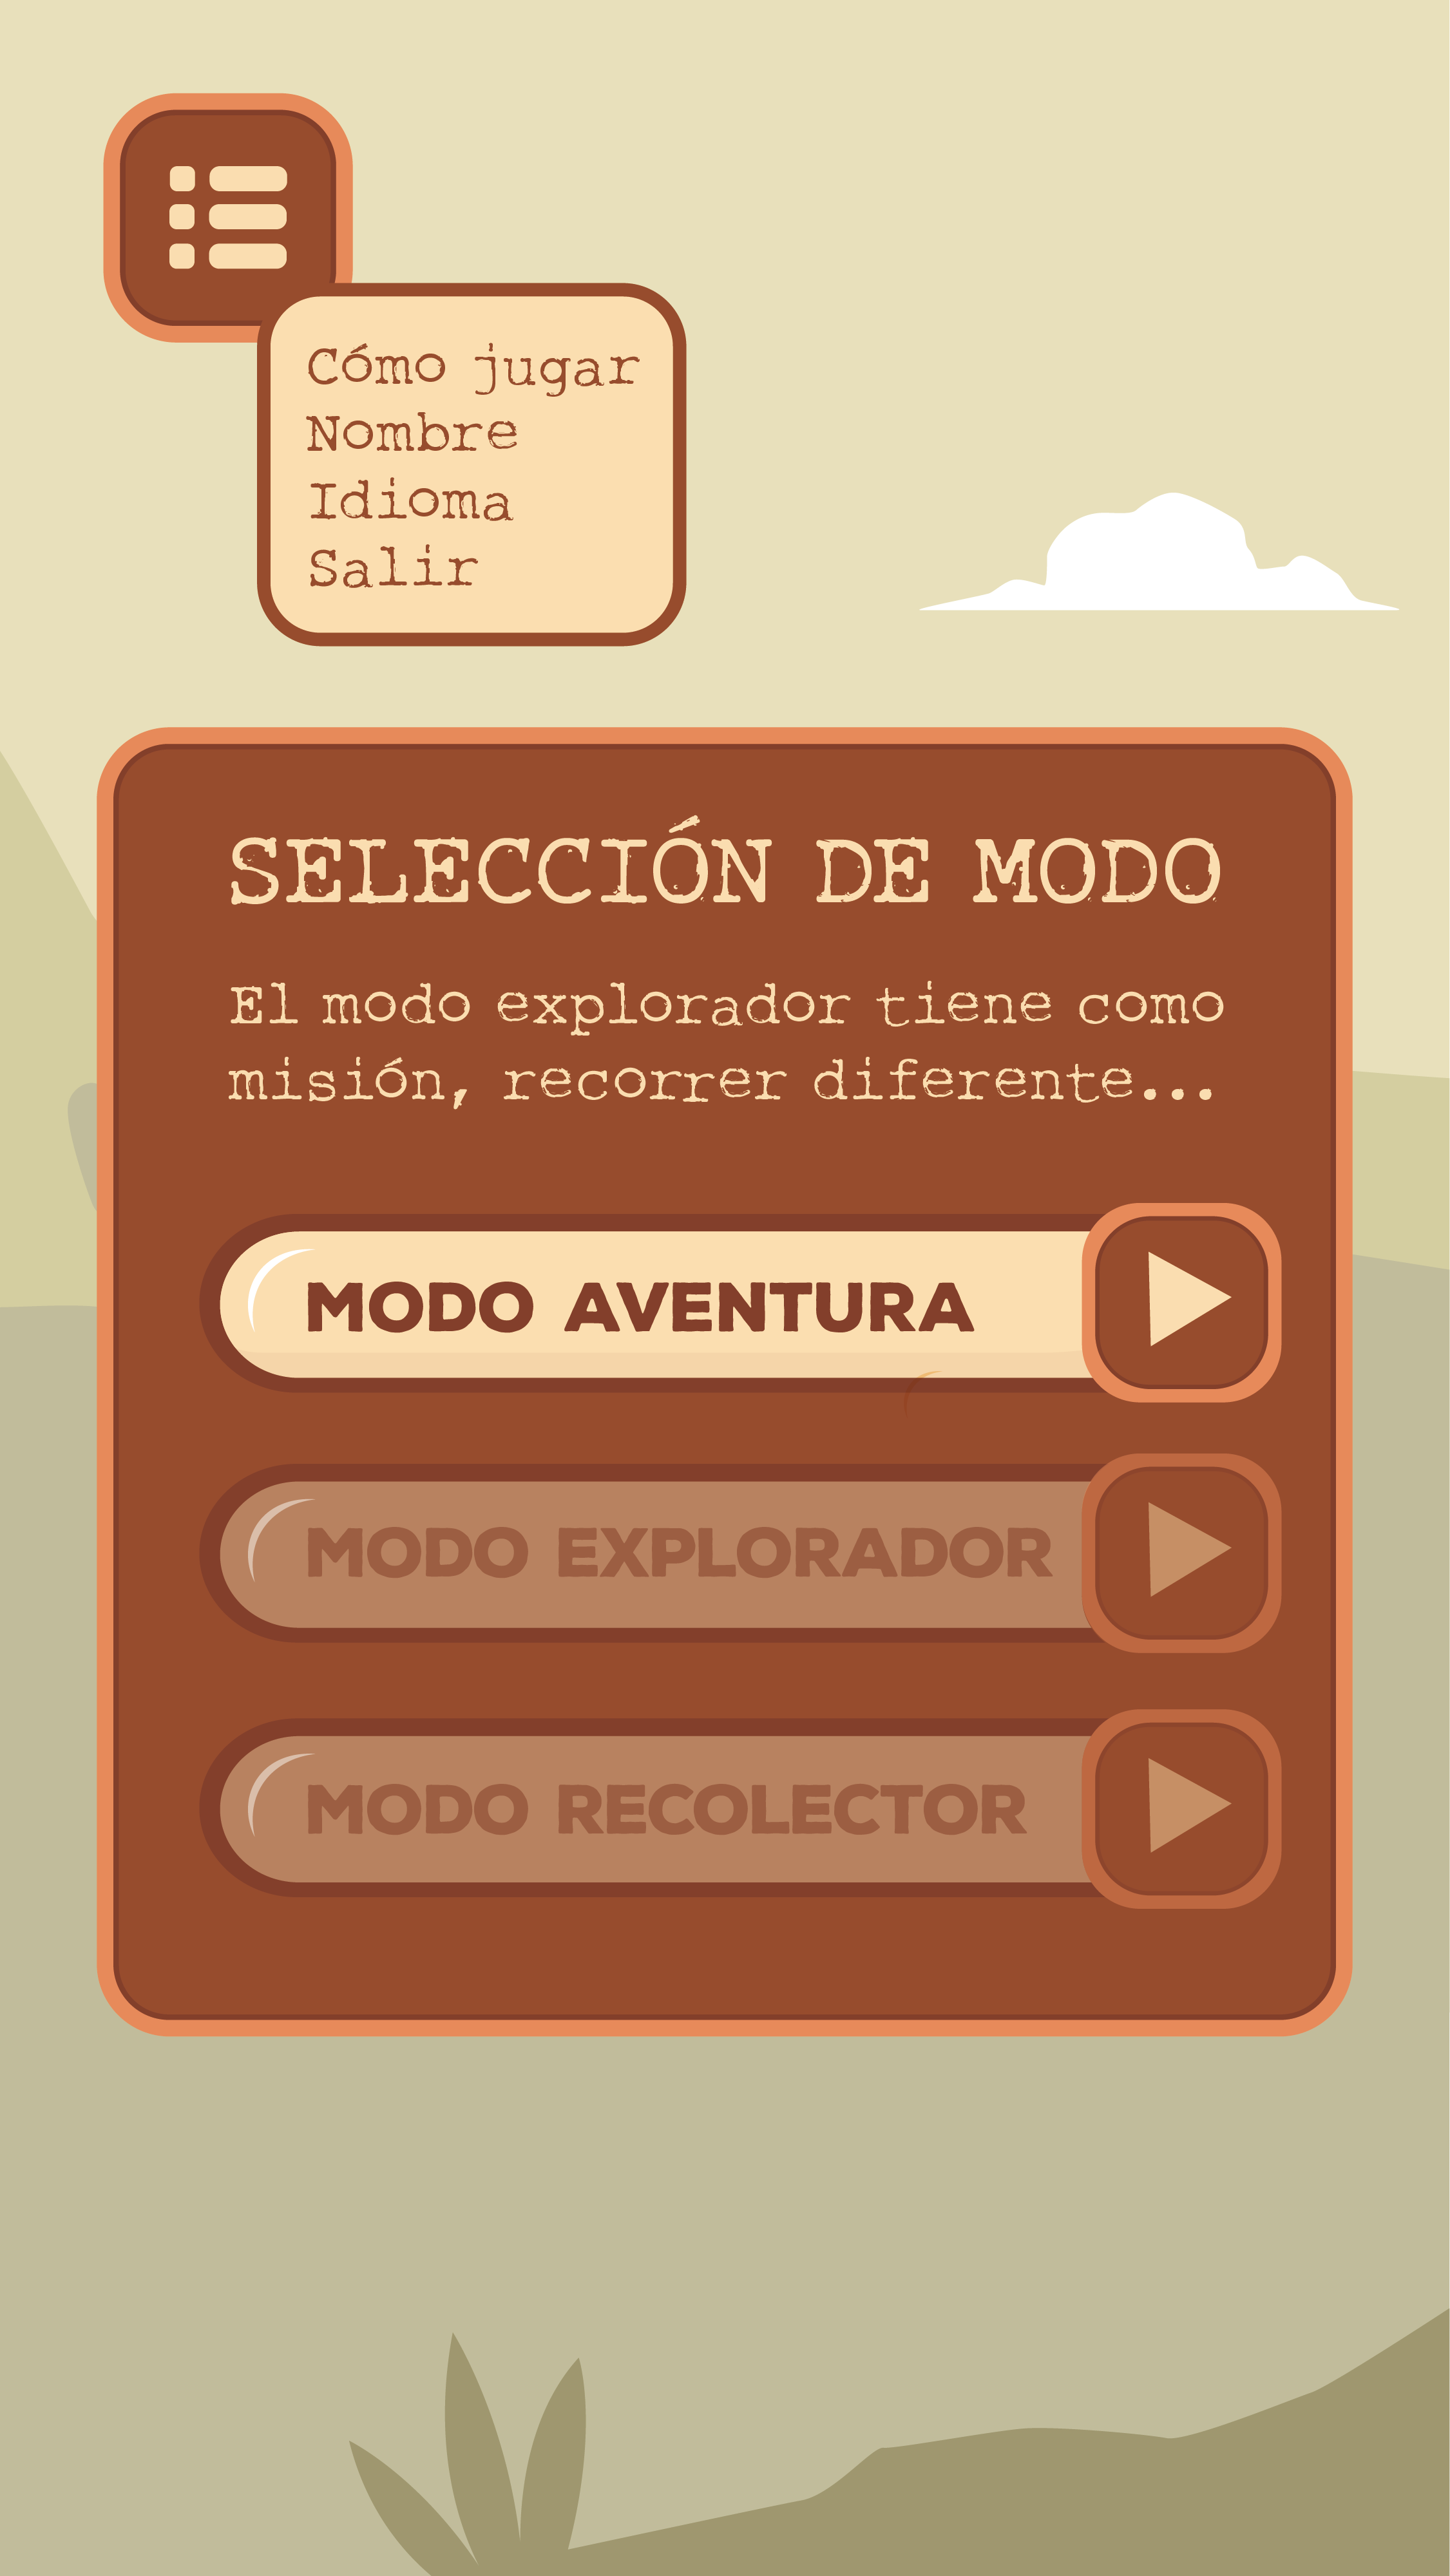 Cómo jugar
Nombre
Idioma
Salir
SELECCIÓN DE MODO
El modo explorador tiene como
misión, recorrer diferente...
MODO AVENTURA
MODO EXPLORADOR
MODO RECOLECTOR